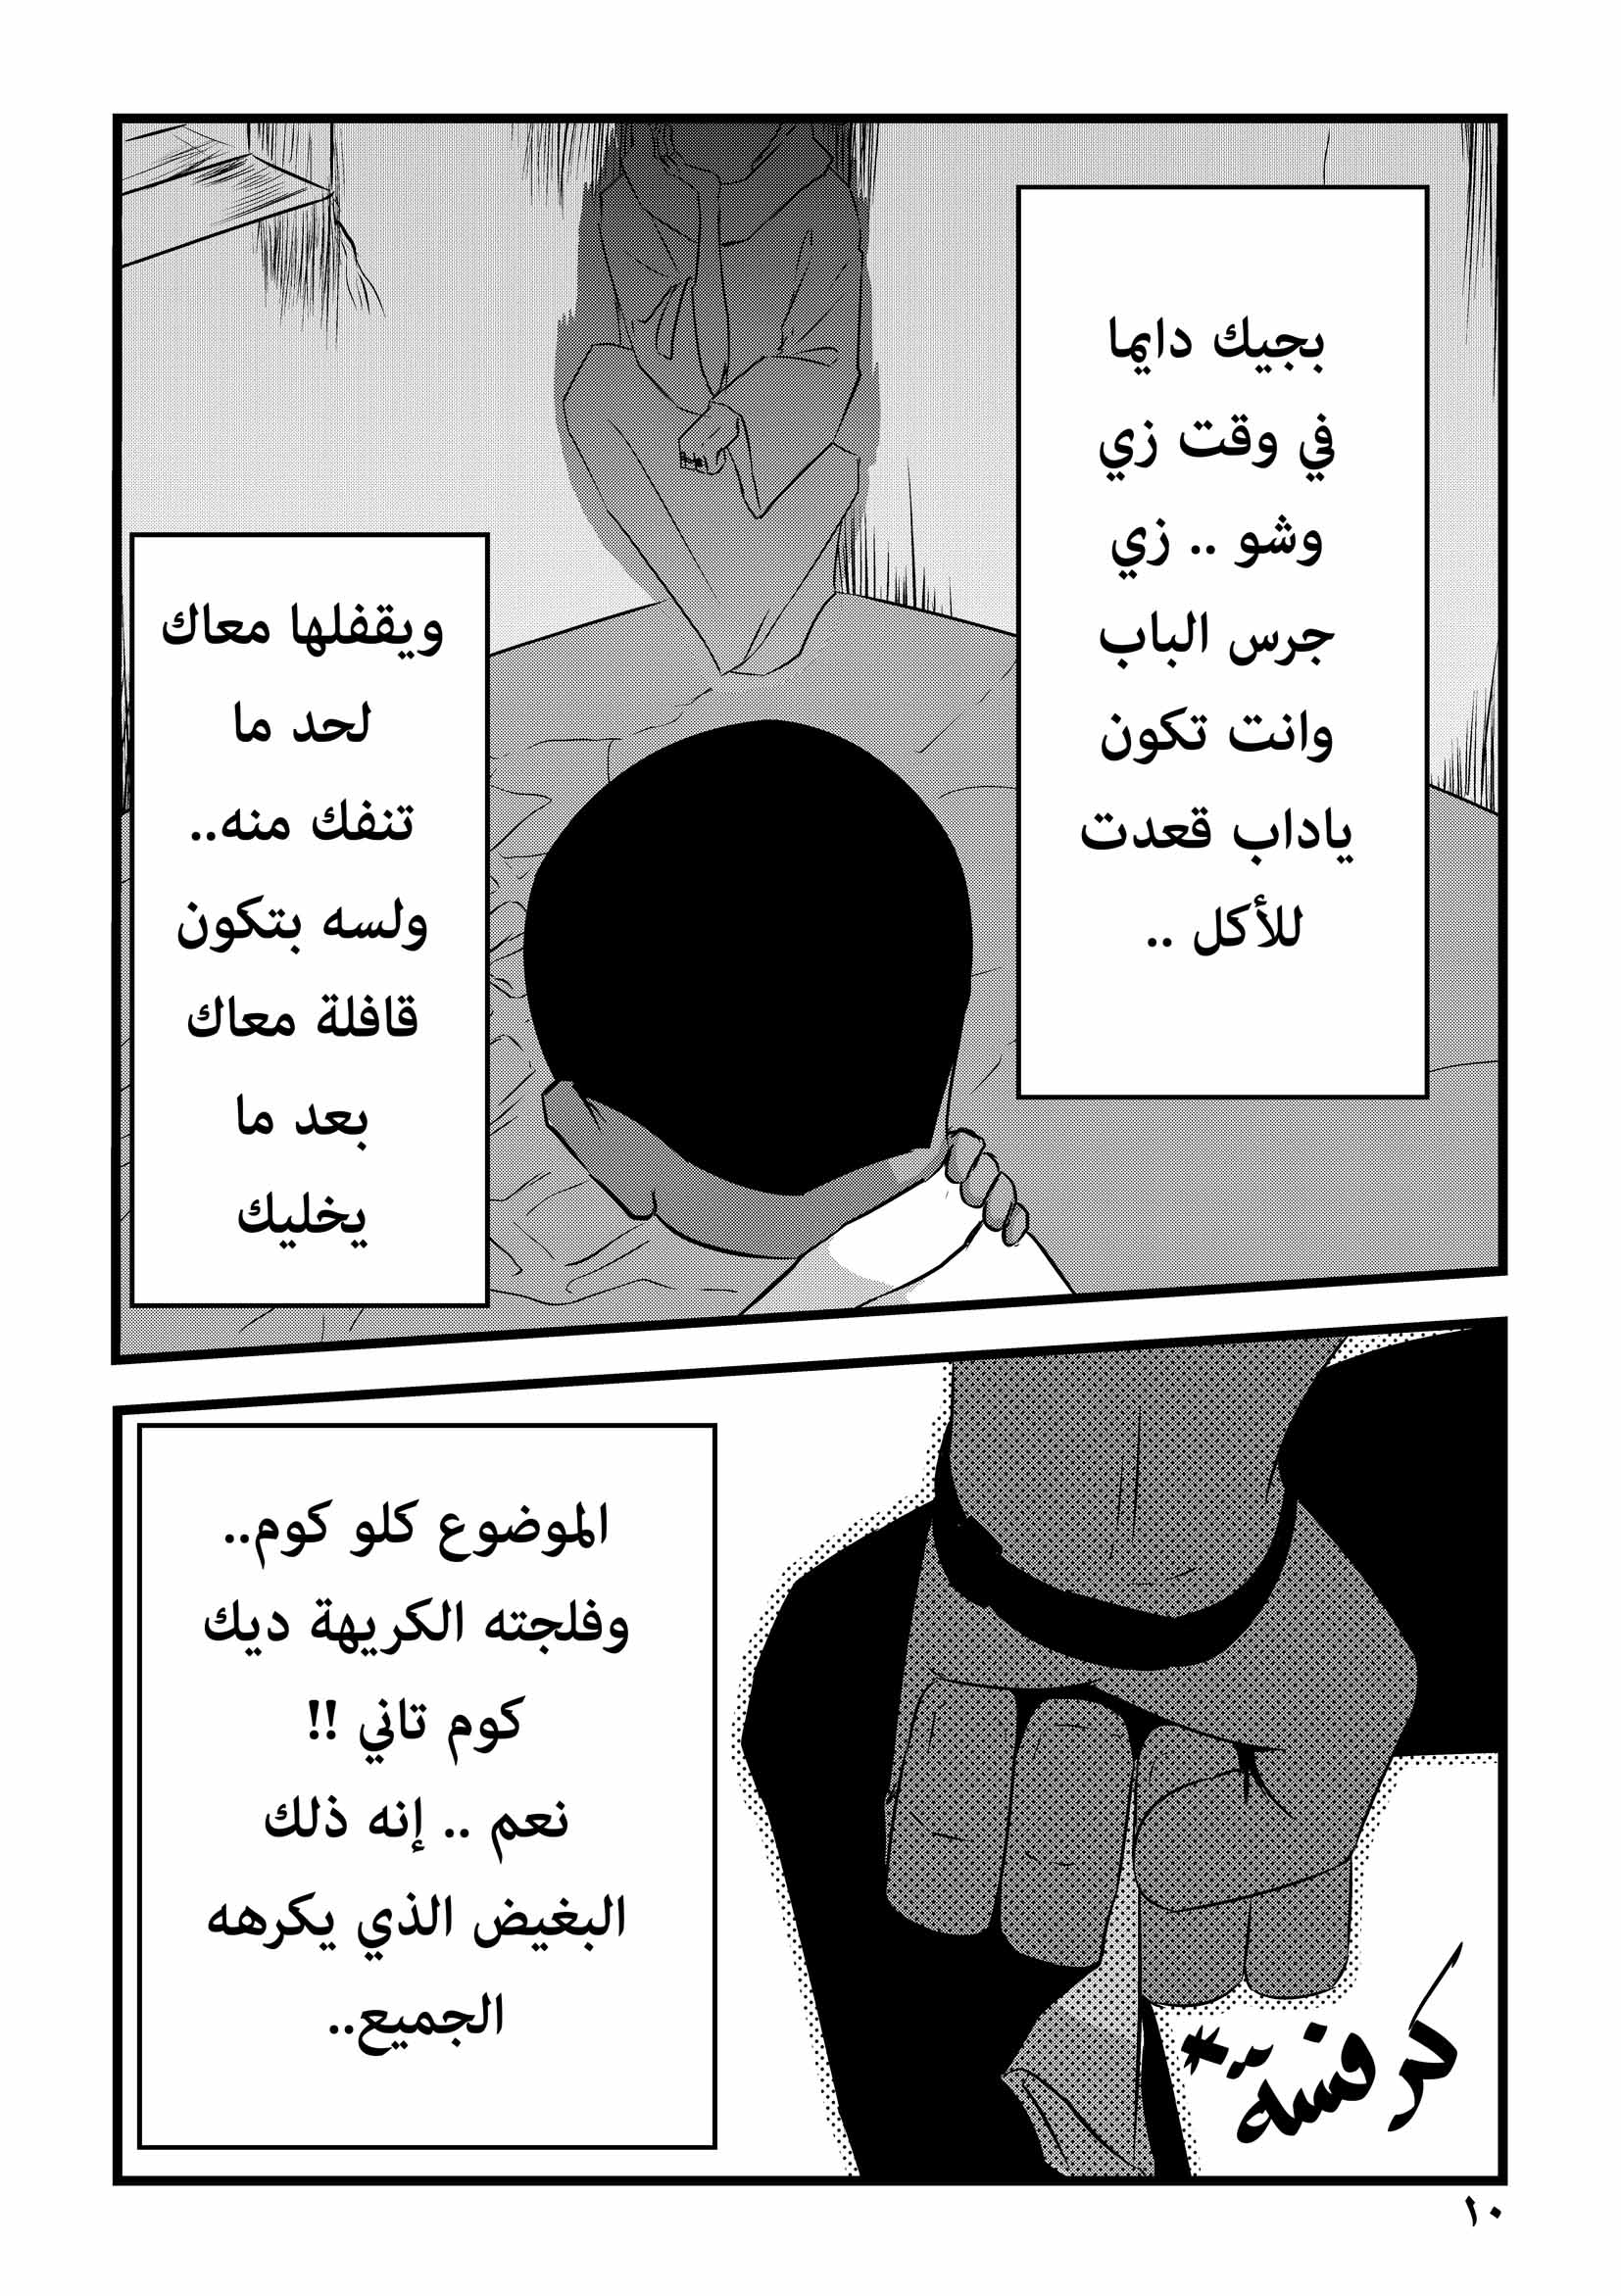 بجيك دايما
في وقت زي
وشو .. زي
جرس الباب
وانت تكون
ياداب قعدت
للأكل ..
ويقفلها معاك
لحد ما
تنفك منه..
ولسه بتكون
قافلة معاك
بعد ما
يخليك
الموضوع كلو كوم..
وفلجته الكريهة ديك
كوم تاني !!
نعم .. إنه ذلك
البغيض الذي يكرهه
الجميع..
كرفسة*
١٠